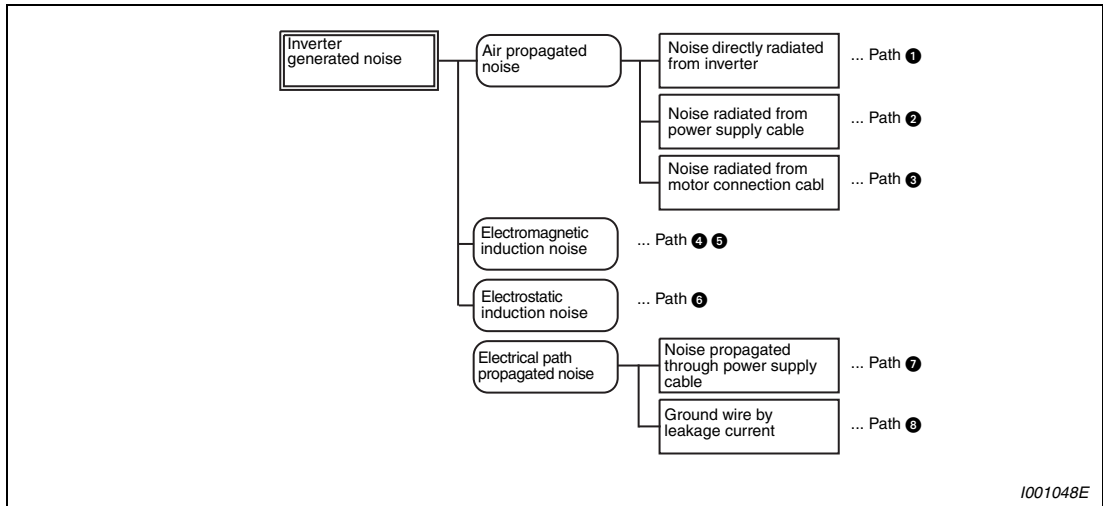 Inverter
generated noise
Air propagated
noise
Noise directly radiated
from inverter
... Path ❶
Noise radiated from
power supply cable
... Path ❷
Noise radiated from
motor connection cabl
... Path ❸
Electromagnetic
induction noise
... Path ❹ ❺
Electrostatic
induction noise
... Path ❻
Electrical path
propagated noise
Noise propagated
through power supply
cable
... Path ❼
Ground wire by
leakage current
... Path ❽
I001048E